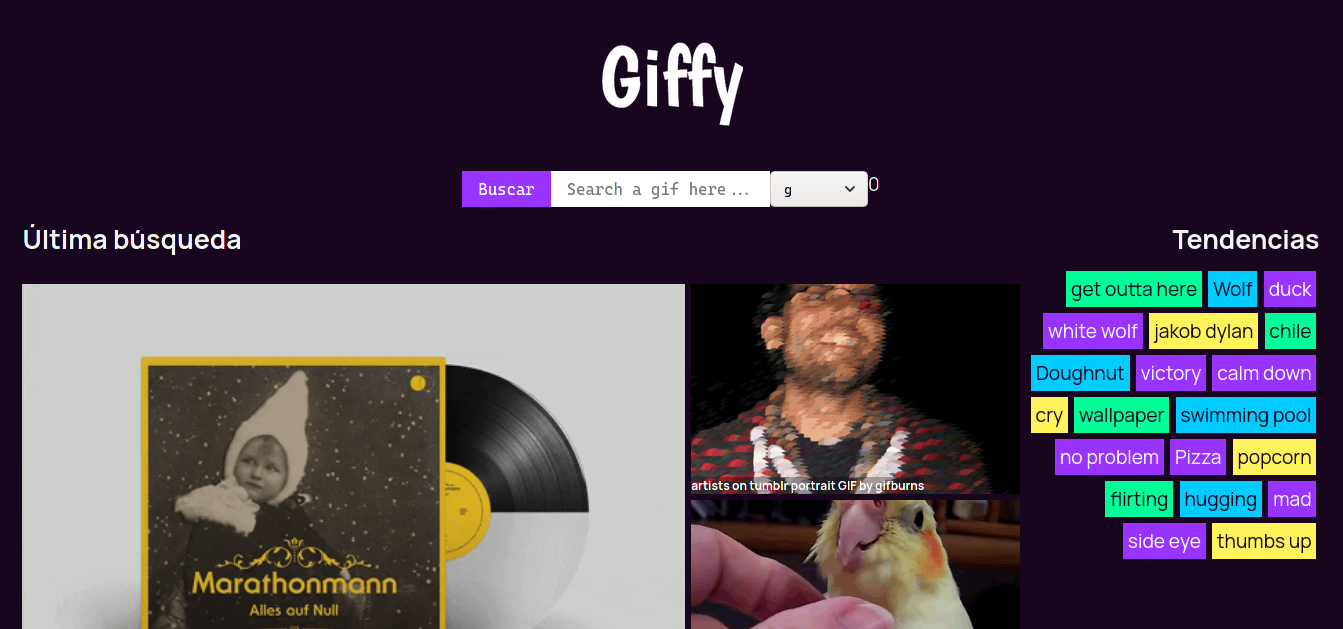 Giffy
Buscar Search a gif here ... g 0
Última búsqueda
Marathonmann
Alles auf Null
artists on tumblr portrait GIF by gifburns
Tendencias
get outta here Wolf duck
white wolf jakob dylan chile
Doughnut victory calm down
cry wallpaper swimming pool
no problem Pizza popcorn
flirting hugging mad
side eye thumbs up